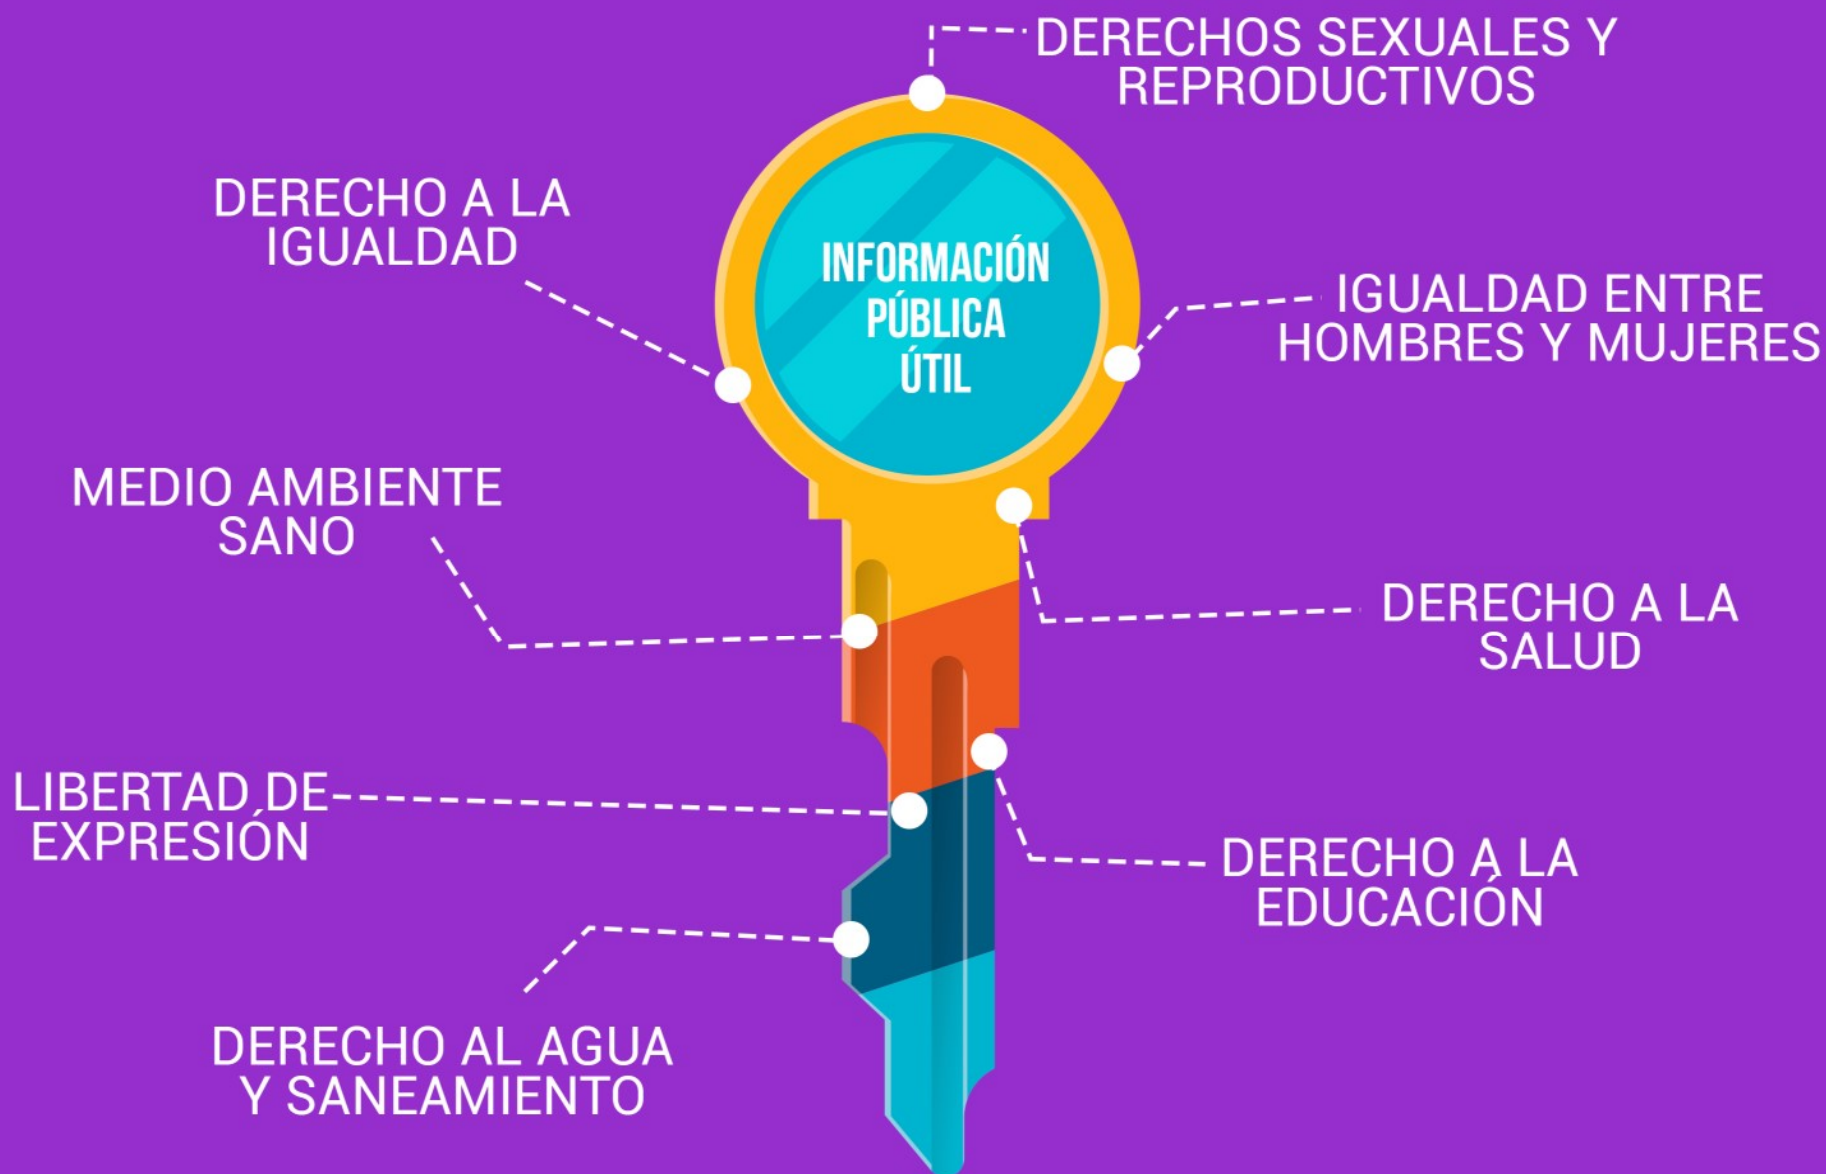 DERECHOS SEXUALES Y
REPRODUCTIVOS
DERECHO A LA
IGUALDAD
INFORMACIÓN
PÚBLICA
ÚTIL
IGUALDAD ENTRE
HOMBRES Y MUJERES
MEDIO AMBIENTE
SANO
DERECHO A LA
SALUD
LIBERTAD DE
EXPRESIÓN
DERECHO A LA
EDUCACIÓN
DERECHO AL AGUA
Y SANEAMIENTO